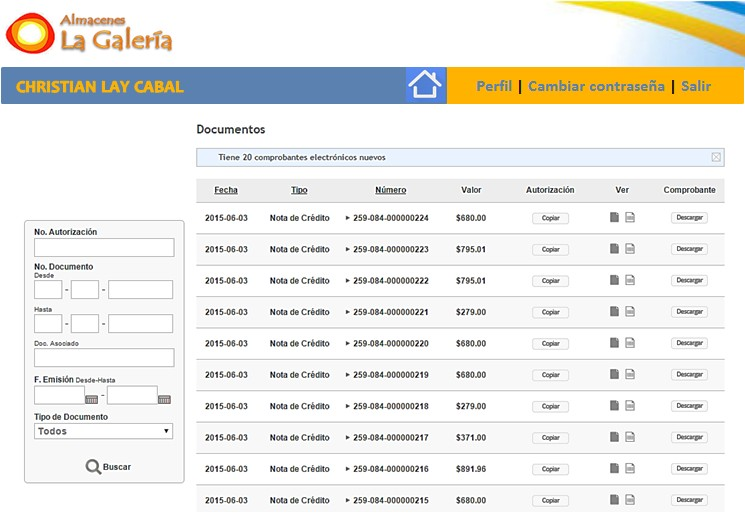 Almacenes
La Galería
CHRISTIAN LAY CABAL
Perfil | Cambiar contraseña | Salir
Documentos
Tiene 20 comprobantes electrónicos nuevos
Fecha Tipo Número Valor Autorización Ver Comprobante
2015-06-03 Nota de Crédito 259-084-000000224 $680.00 Copiar Descargar
2015-06-03 Nota de Crédito 259-084-000000223 $795.01 Copiar Descargar
2015-06-03 Nota de Crédito 259-084-000000222 $795.01 Copiar Descargar
2015-06-03 Nota de Crédito 259-084-000000221 $279.00 Copiar Descargar
2015-06-03 Nota de Crédito 259-084-000000220 $680.00 Copiar Descargar
2015-06-03 Nota de Crédito 259-084-000000219 $680.00 Copiar Descargar
2015-06-03 Nota de Crédito 259-084-000000218 $279.00 Copiar Descargar
2015-06-03 Nota de Crédito 259-084-000000217 $371.00 Copiar Descargar
2015-06-03 Nota de Crédito 259-084-000000216 $891.96 Copiar Descargar
2015-06-03 Nota de Crédito 259-084-000000215 $680.00 Copiar Descargar
No. Autorización
No. Documento
Desde
- -
Hasta
- -
Doc. Asociado
F. Emisión Desde-Hasta
-
Tipo de Documento
Todos
Buscar